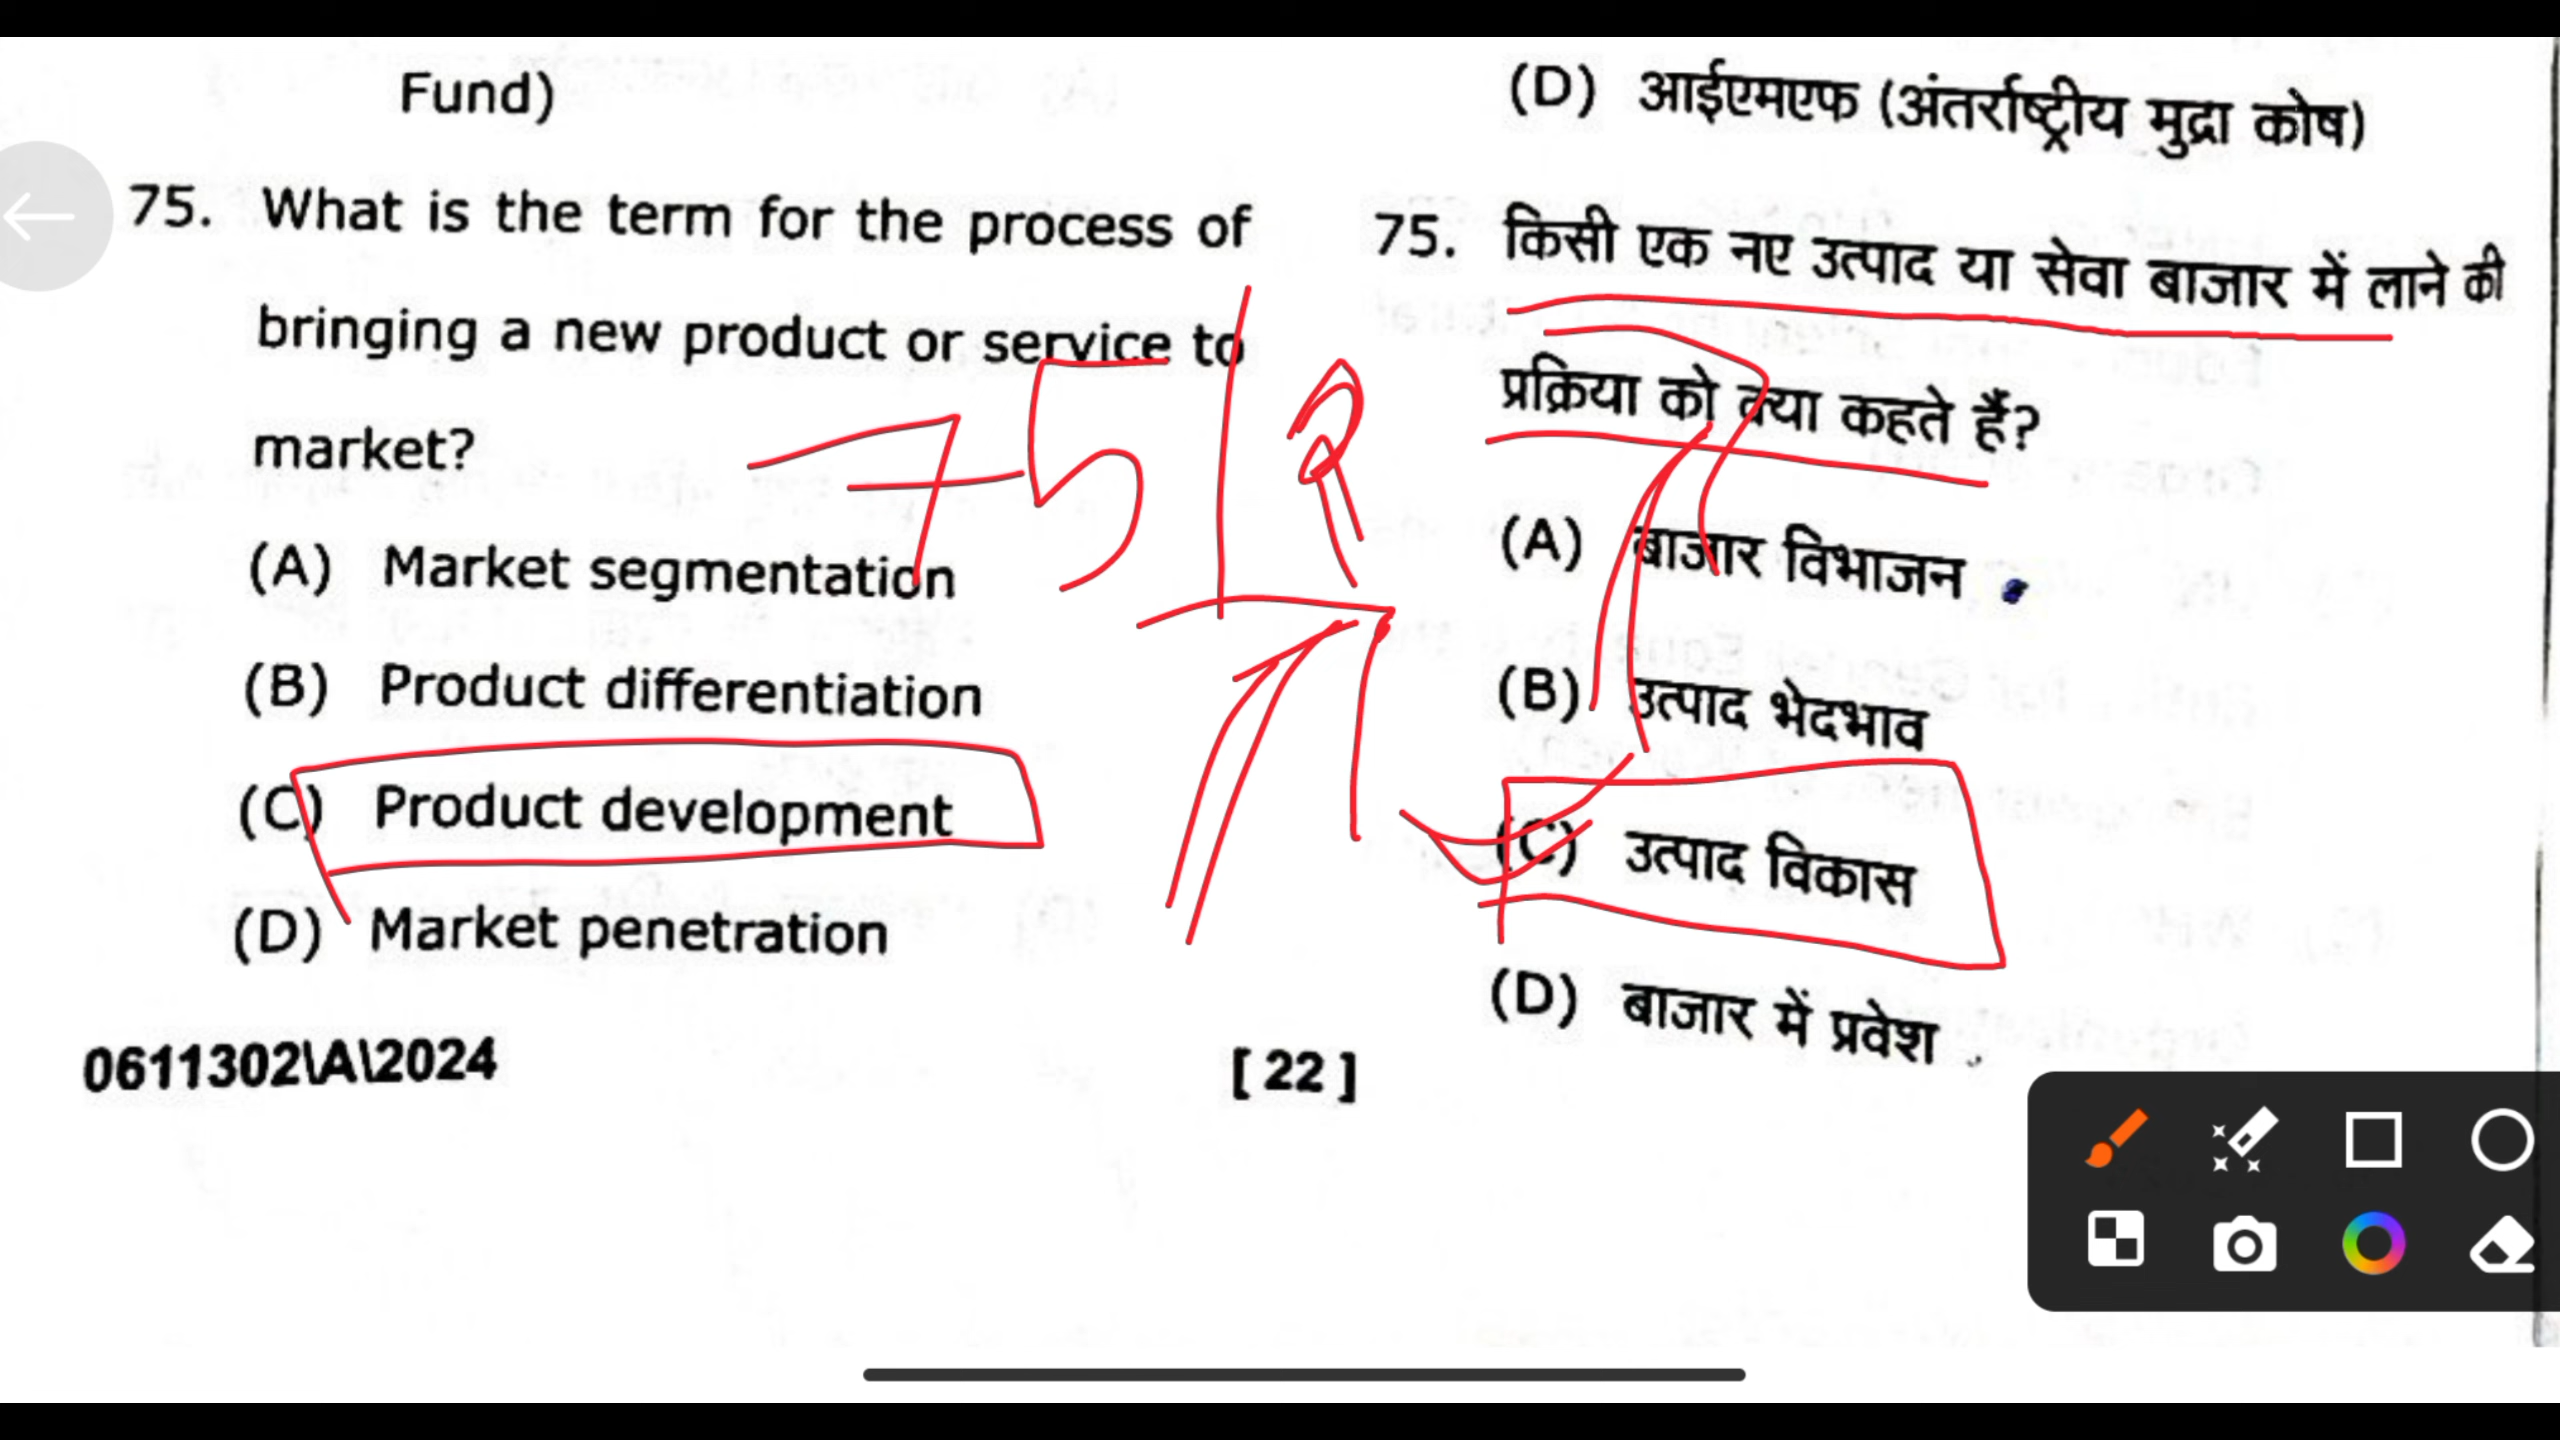 Fund)
75. What is the term for the process of
bringing a new product or service to
market?
(A) Market segmentation
(B) Product differentiation
(C) Product development
(D) Market penetration
0611302\A\2024
[ 22 ]
(D) आईएमएफ (अंतर्राष्ट्रीय मुद्रा कोष)
75. किसी एक नए उत्पाद या सेवा बाजार में लाने की
प्रक्रिया को क्या कहते हैं?
(A) बाजार विभाजन
(B) उत्पाद भेदभाव
(C) उत्पाद विकास
(D) बाजार में प्रवेश
75